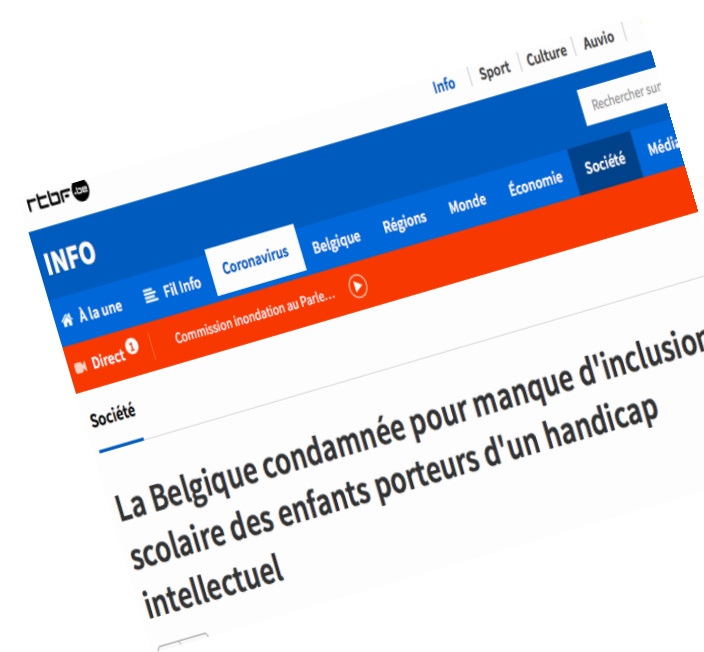 Info Sport Culture Auvio
rtbf.be
Rechercher sur
INFO
À la une Fil Info Coronavirus Belgique Régions Monde Économie Société Média
Direct 1 Commission inondation au Parle...
Société
La Belgique condamnée pour manque d'inclusion
scolaire des enfants porteurs d'un handicap
intellectuel